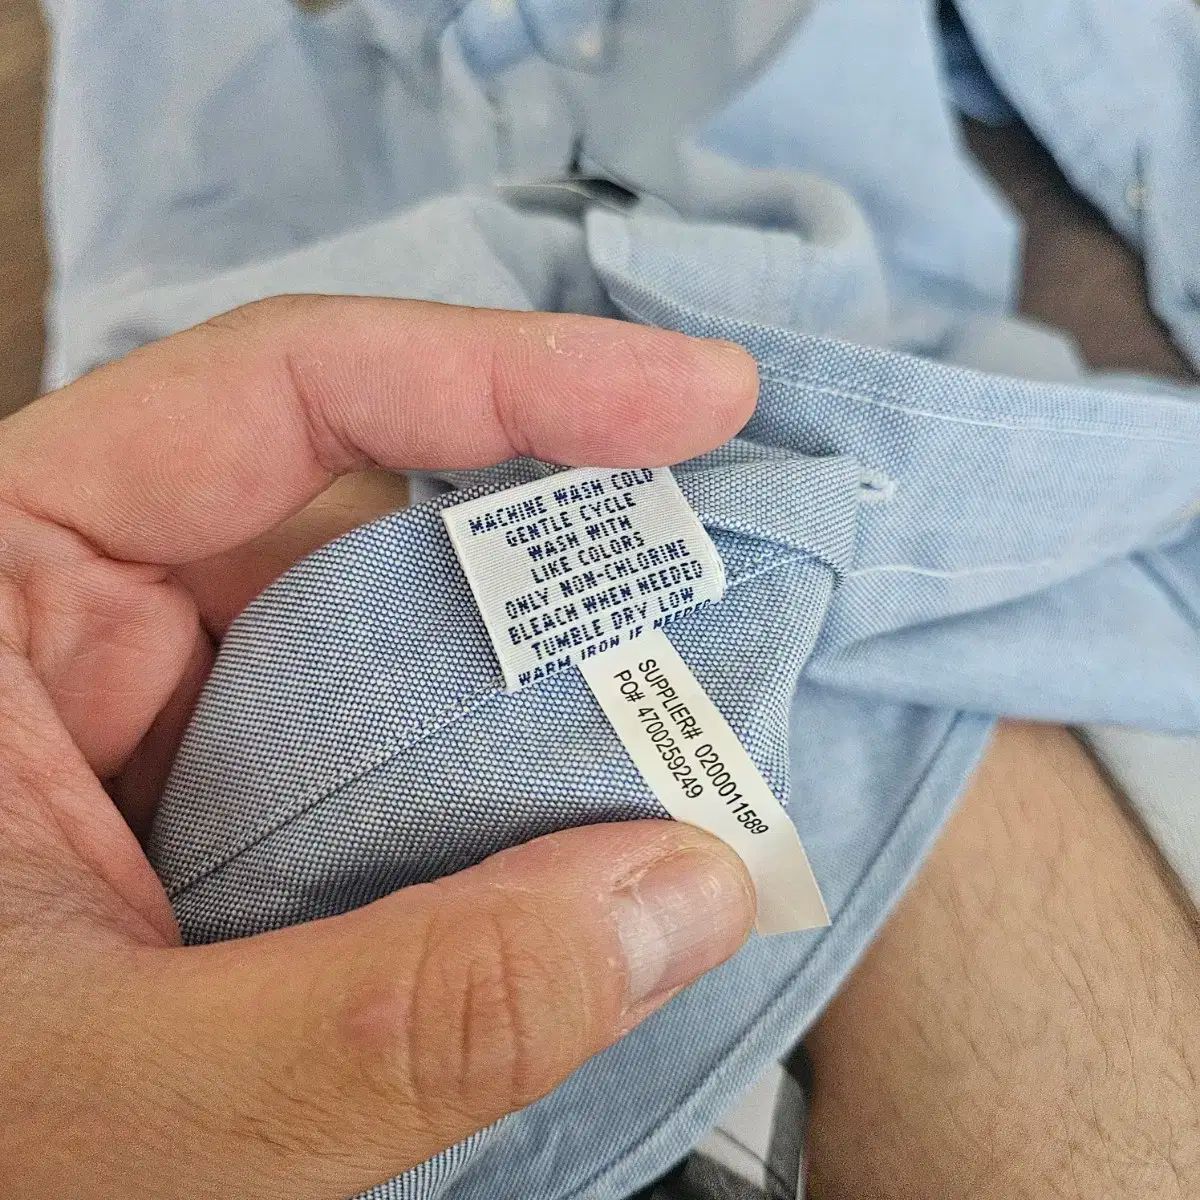 MACHINE WASH COLD
GENTLE CYCLE
WASH WITH
LIKE COLORS
ONLY NON-CHLORINE
BLEACH WHEN NEEDED
TUMBLE DRY LOW
WARM IRON IF NEEDED
SUPPLIER# 0200011589
PO# 4700259249